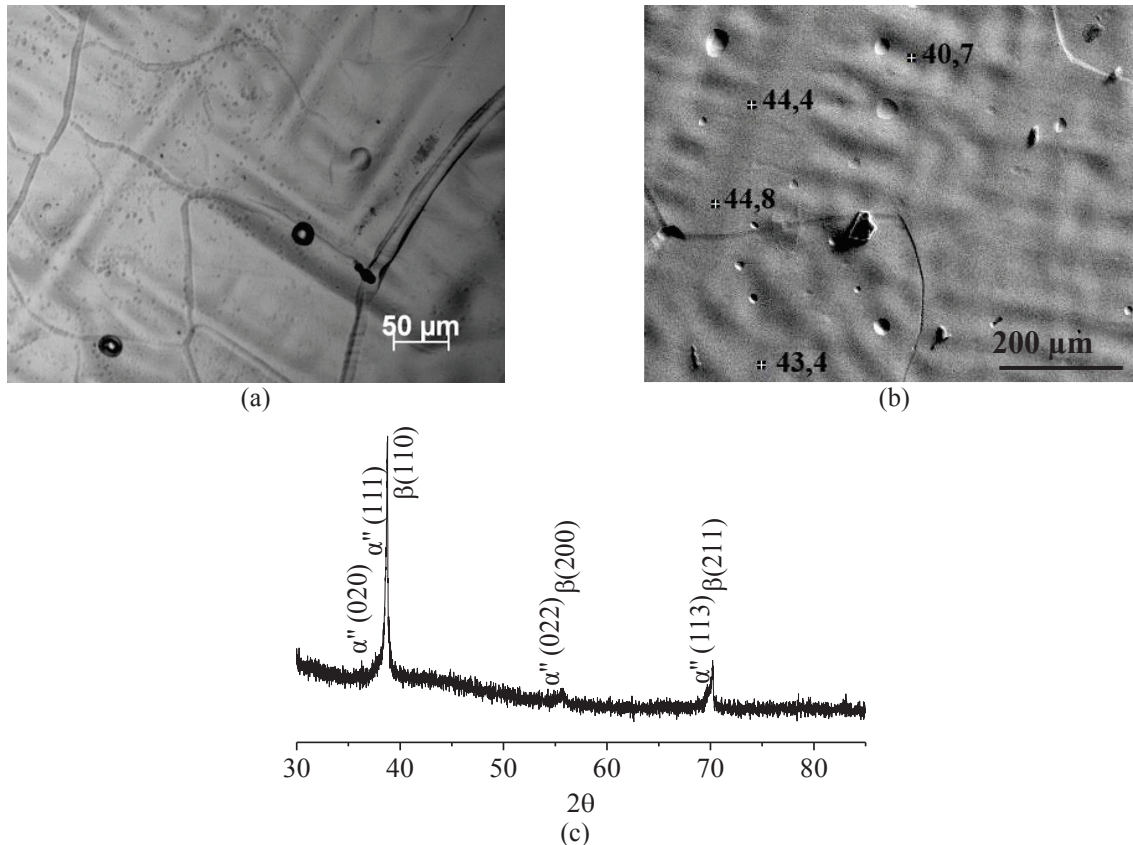 50 µm
(a)
40,7
44,4
44,8
43,4
200 µm
(b)
α" (020)
α" (111)
β(110)
α" (022)
β(200)
α" (113)
β(211)
30 40 50 60 70 80
2θ
(c)